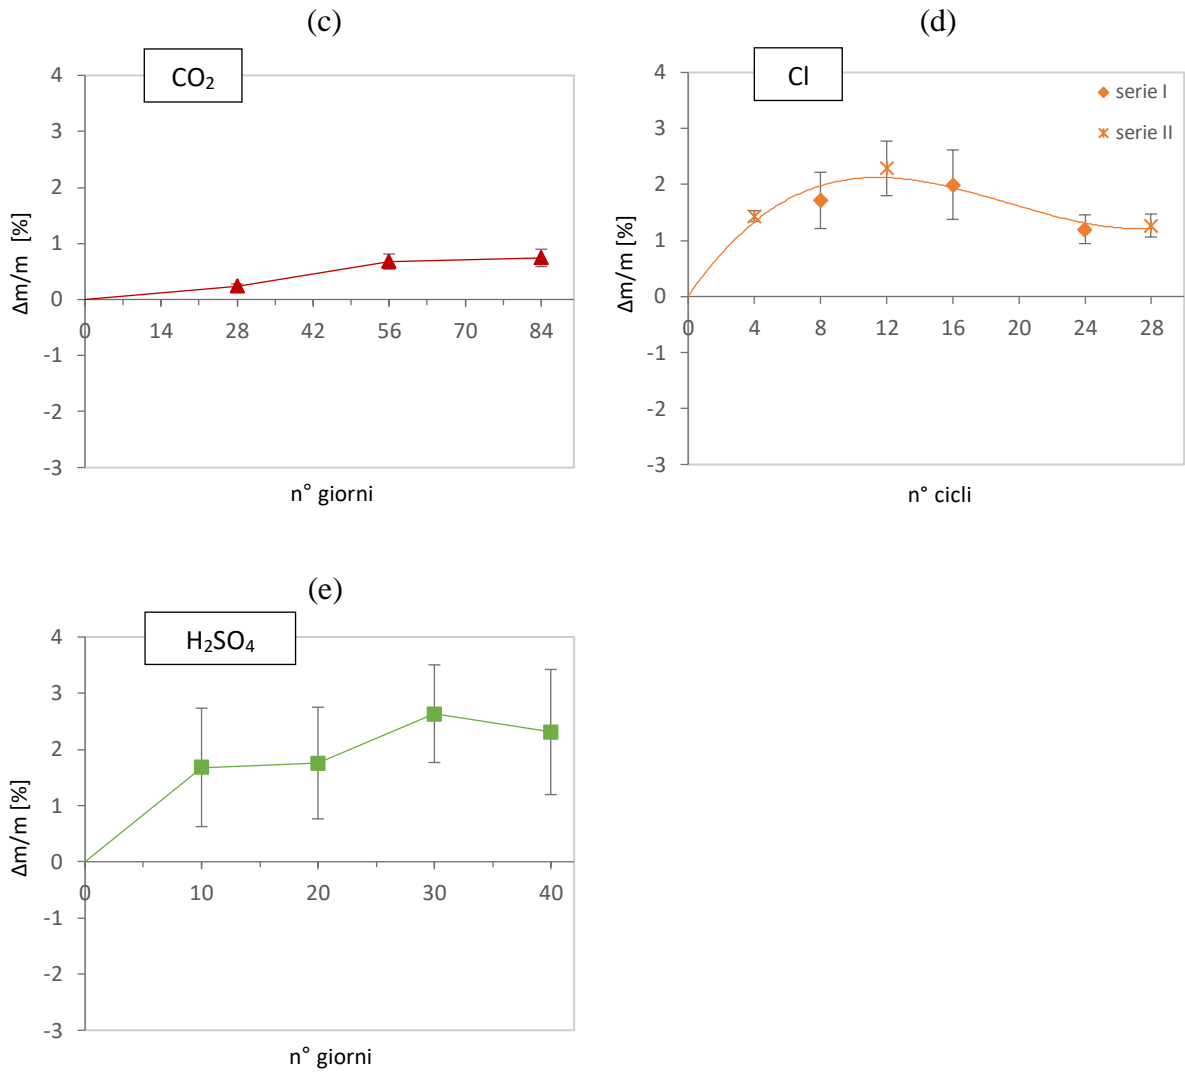 (c)
CO₂
4
3
2
1
0
-1
-2
-3
Δm/m [%]
0 14 28 42 56 70 84
n° giorni
(d)
Cl
serie I
serie II
4
3
2
1
0
-1
-2
-3
Δm/m [%]
0 4 8 12 16 20 24 28
n° cicli
(e)
H₂SO₄
4
3
2
1
0
-1
-2
-3
Δm/m [%]
0 10 20 30 40
n° giorni